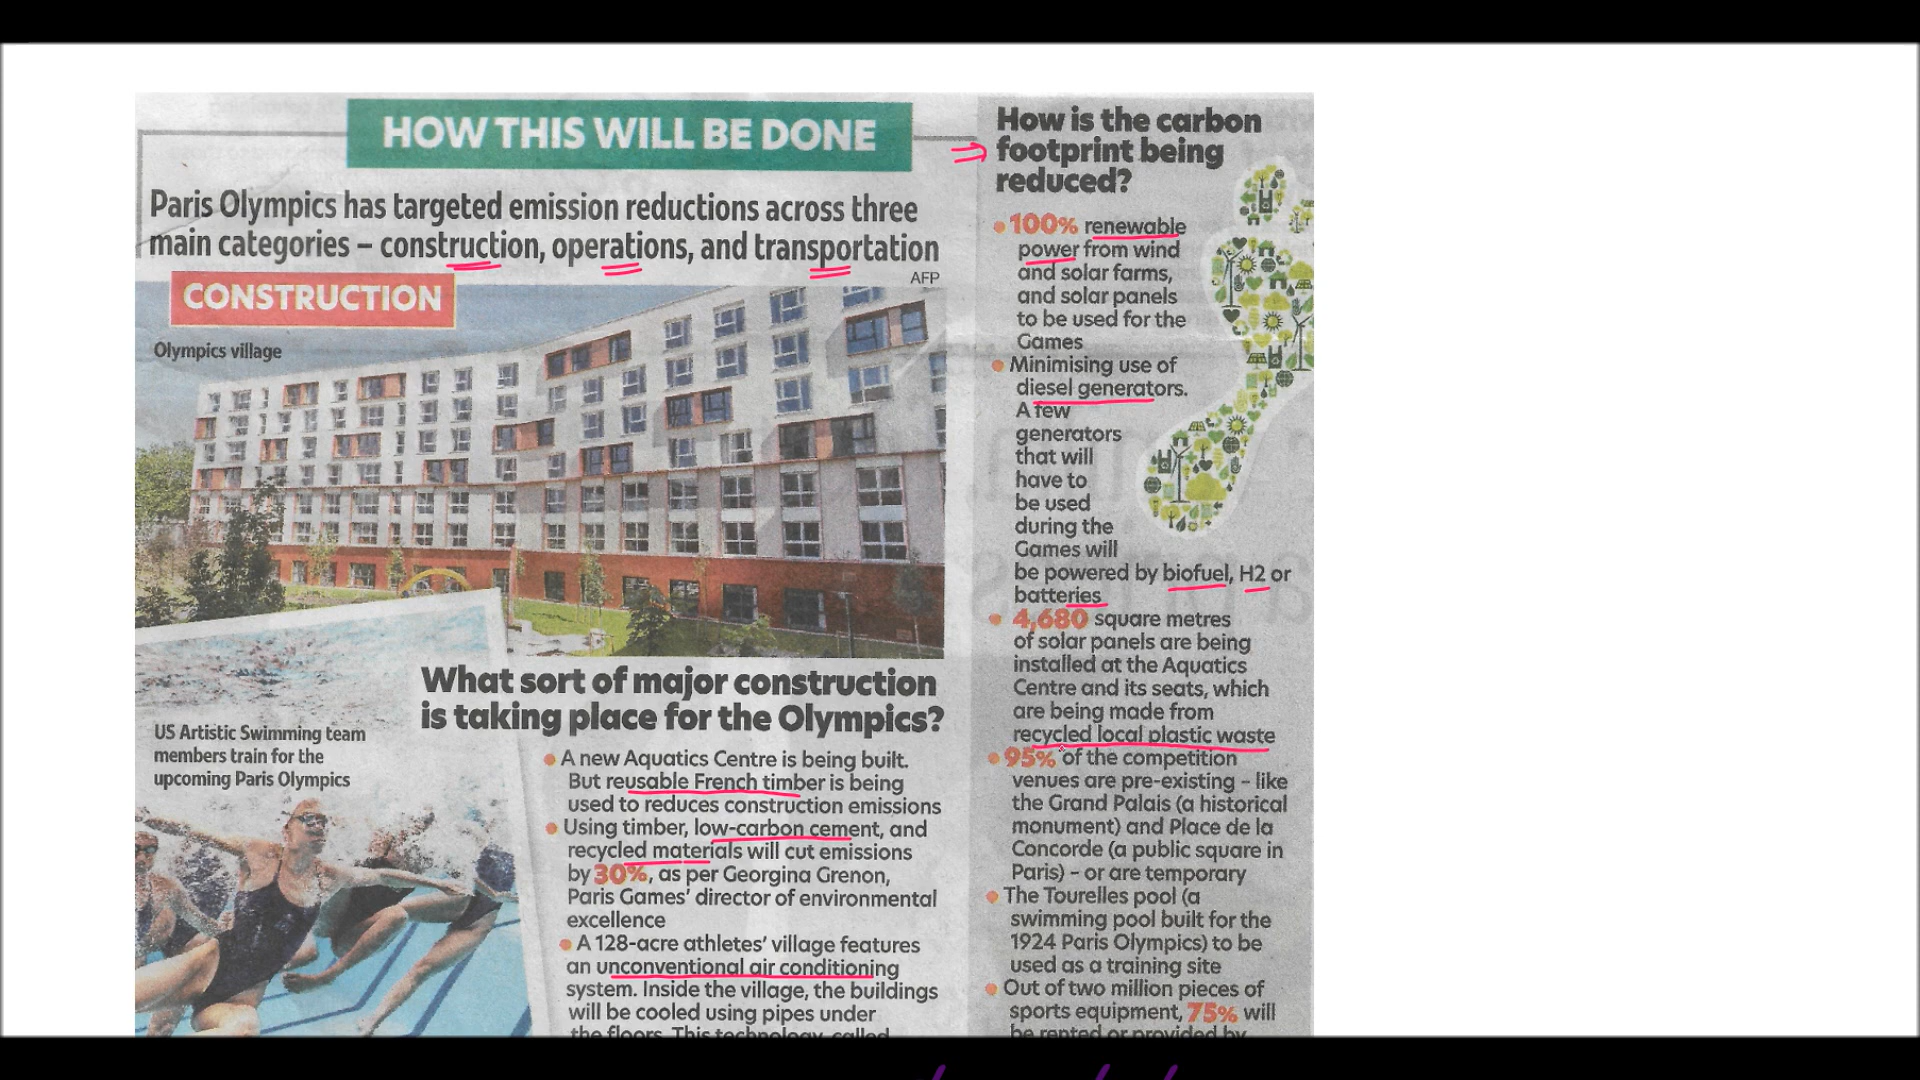 HOW THIS WILL BE DONE
Paris Olympics has targeted emission reductions across three
main categories – construction, operations, and transportation
AFP
CONSTRUCTION
Olympics village
US Artistic Swimming team
members train for the
upcoming Paris Olympics
What sort of major construction
is taking place for the Olympics?
A new Aquatics Centre is being built.
But reusable French timber is being
used to reduces construction emissions
Using timber, low-carbon cement, and
recycled materials will cut emissions
by 30%, as per Georgina Grenon,
Paris Games' director of environmental
excellence
A 128-acre athletes' village features
an unconventional air conditioning
system. Inside the village, the buildings
will be cooled using pipes under
the floors. This technology, called
How is the carbon
footprint being
reduced?
100% renewable
power from wind
and solar farms,
and solar panels
to be used for the
Games
Minimising use of
diesel generators.
A few
generators
that will
have to
be used
during the
Games will
be powered by biofuel, H2 or
batteries
4,680 square metres
of solar panels are being
installed at the Aquatics
Centre and its seats, which
are being made from
recycled local plastic waste
95% of the competition
venues are pre-existing – like
the Grand Palais (a historical
monument) and Place de la
Concorde (a public square in
Paris) – or are temporary
The Tourelles pool (a
swimming pool built for the
1924 Paris Olympics) to be
used as a training site
Out of two million pieces of
sports equipment, 75% will
be rented or provided by